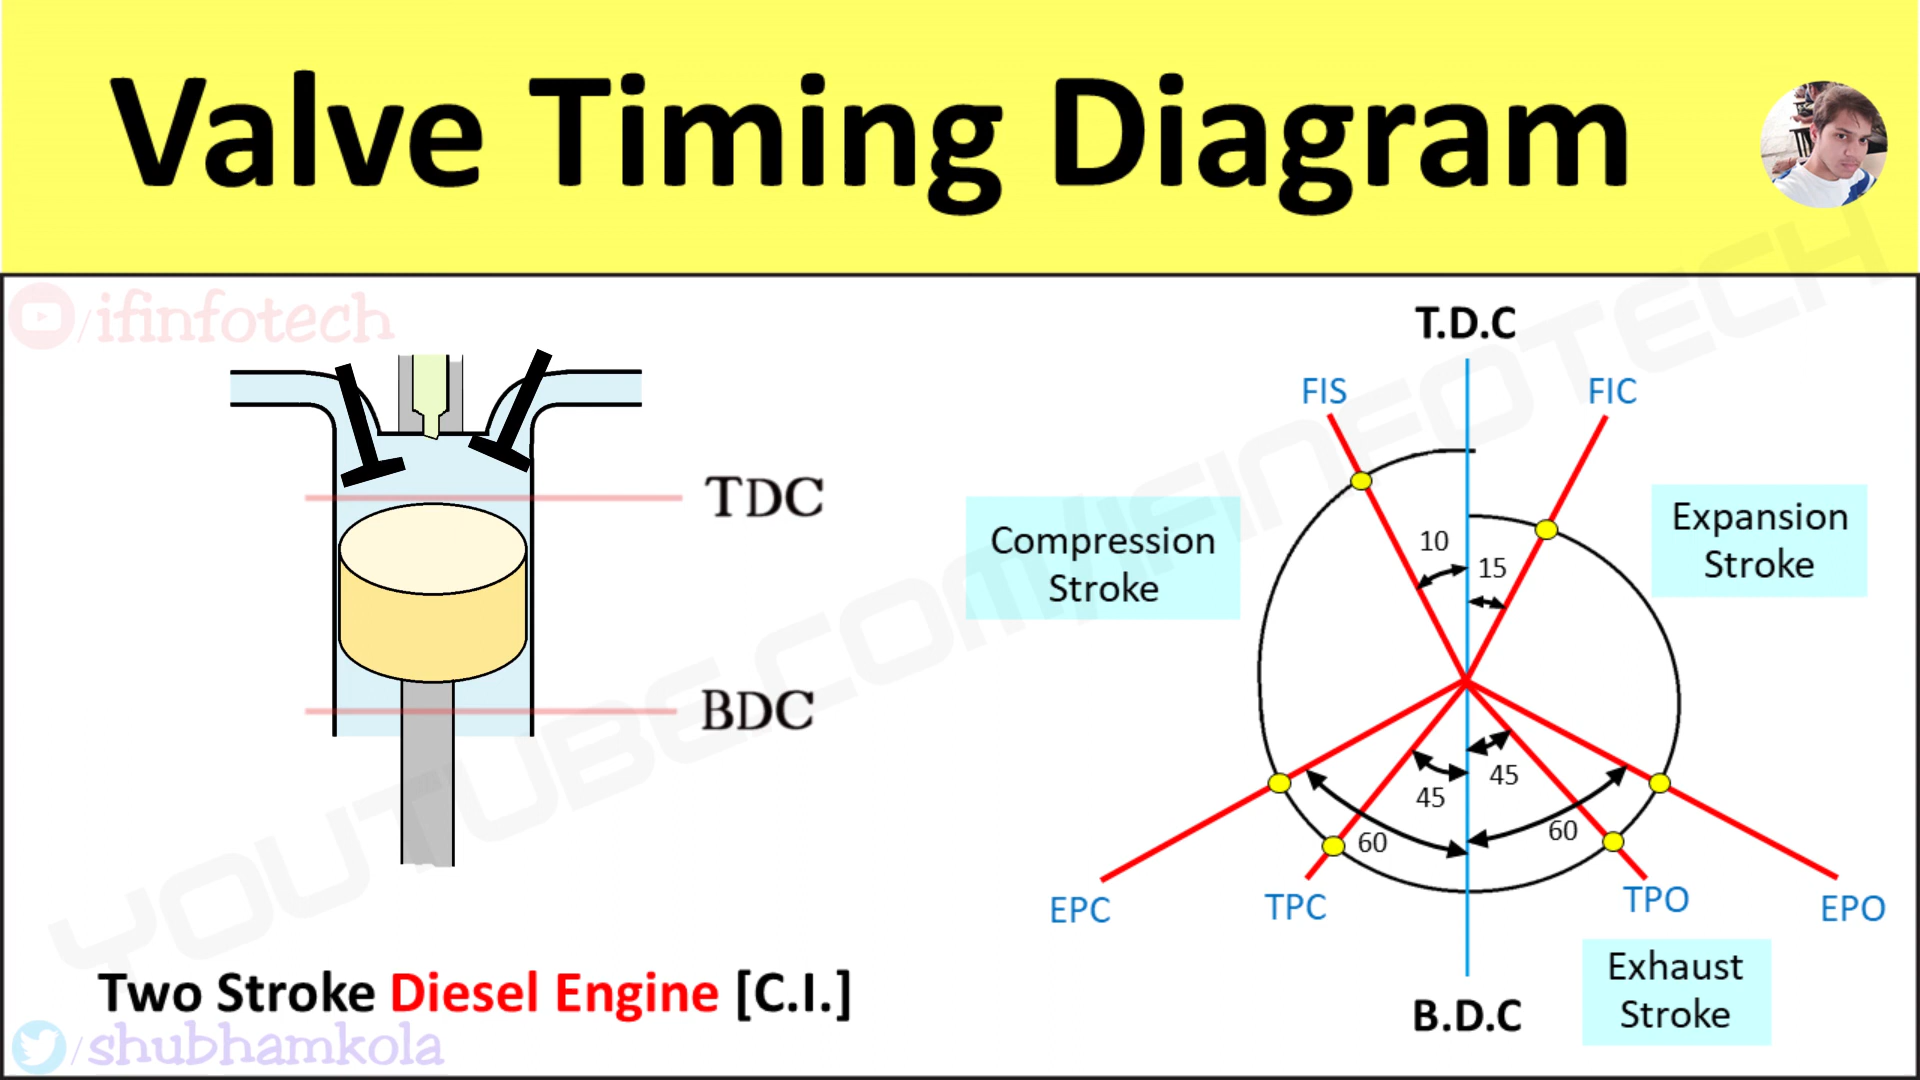 Valve Timing Diagram
/ifinfotech
YOUTUBE.COM/IFINFOTECH
T.D.C
FIS
FIC
TDC
Compression
Stroke
10
15
Expansion
Stroke
BDC
45
45
60
60
EPC
TPC
TPO
EPO
Two Stroke Diesel Engine [C.I.]
B.D.C
Exhaust
Stroke
/shubhamkola